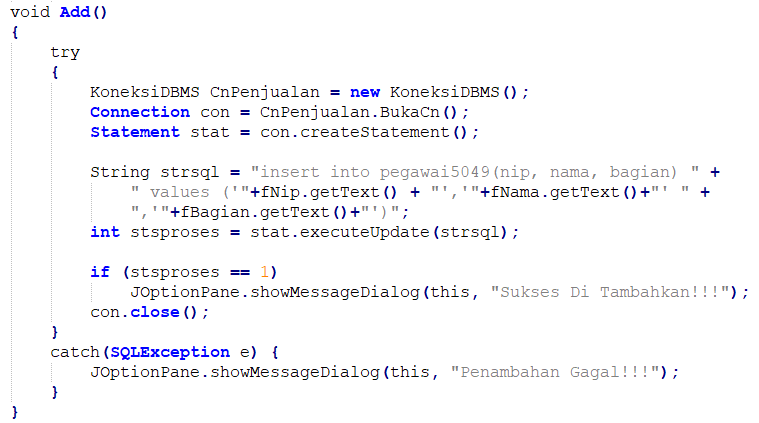 void Add()
{
    try
    {
        KoneksiDBMS CnPenjualan = new KoneksiDBMS();
        Connection con = CnPenjualan.BukaCn();
        Statement stat = con.createStatement();

        String strsql = "insert into pegawai5049(nip, nama, bagian) " +
            " values ('"+fNip.getText() + "','"+fNama.getText()+"' " +
            ",'"+fBagian.getText()+"')";
        int stsproses = stat.executeUpdate(strsql);

        if (stsproses == 1)
            JOptionPane.showMessageDialog(this, "Sukses Di Tambahkan!!!");
        con.close();
    }
    catch(SQLException e) {
        JOptionPane.showMessageDialog(this, "Penambahan Gagal!!!");
    }
}